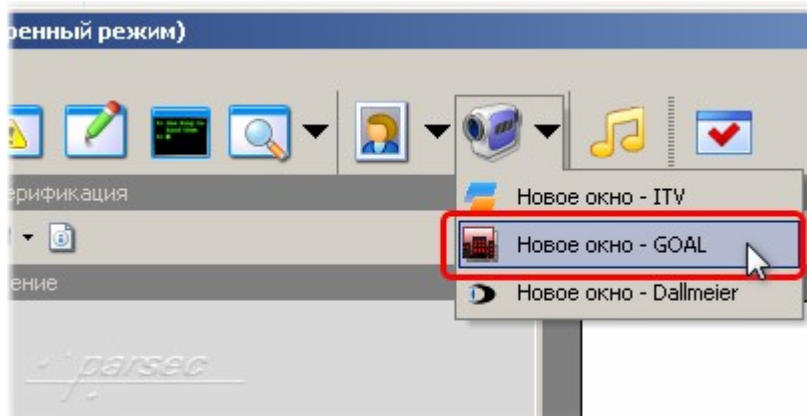 ренный режим)
ерификация
ение
Новое окно - ITV
Новое окно - GOAL
Новое окно - Dallmeier
parsec